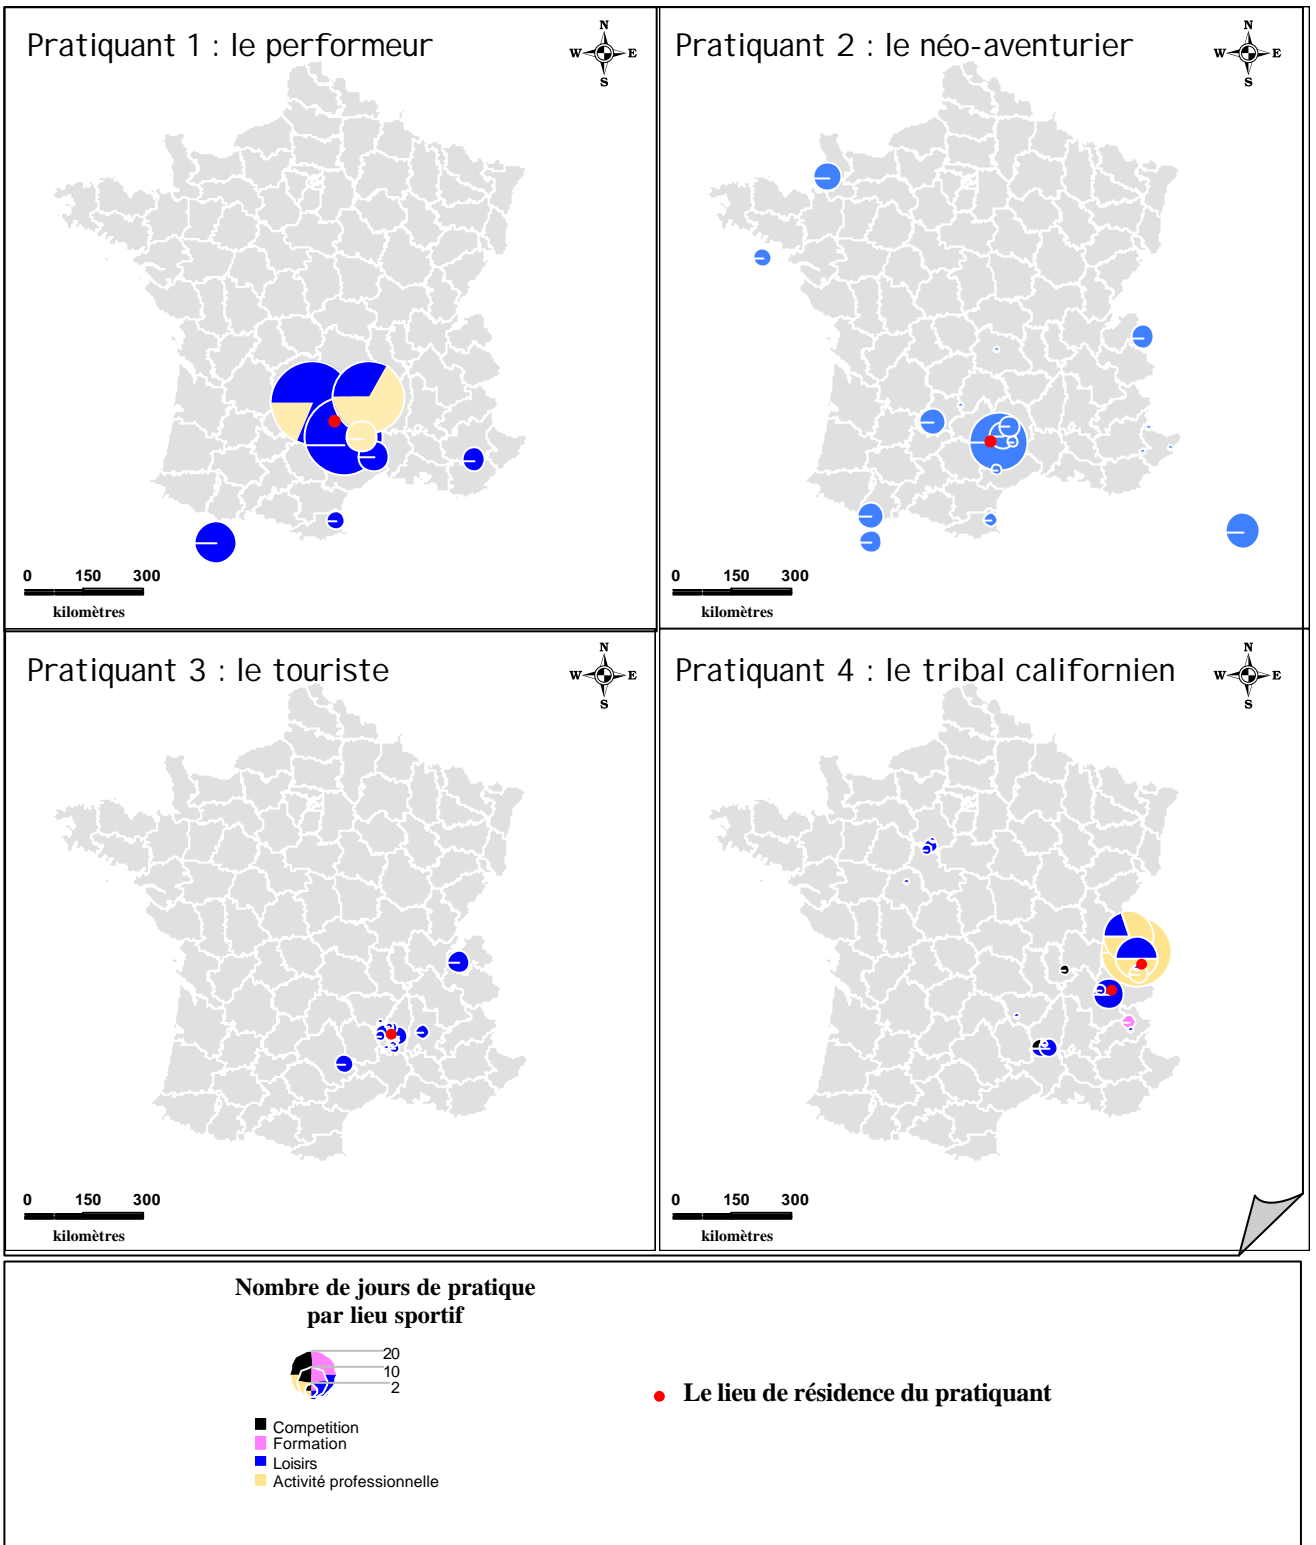 Pratiquant 1 : le performeur
N
W E
S
0 150 300
kilomètres
Pratiquant 2 : le néo-aventurier
N
W E
S
0 150 300
kilomètres
Pratiquant 3 : le touriste
N
W E
S
0 150 300
kilomètres
Pratiquant 4 : le tribal californien
N
W E
S
0 150 300
kilomètres
Nombre de jours de pratique
par lieu sportif
20
10
2
Competition
Formation
Loisirs
Activité professionnelle
Le lieu de résidence du pratiquant